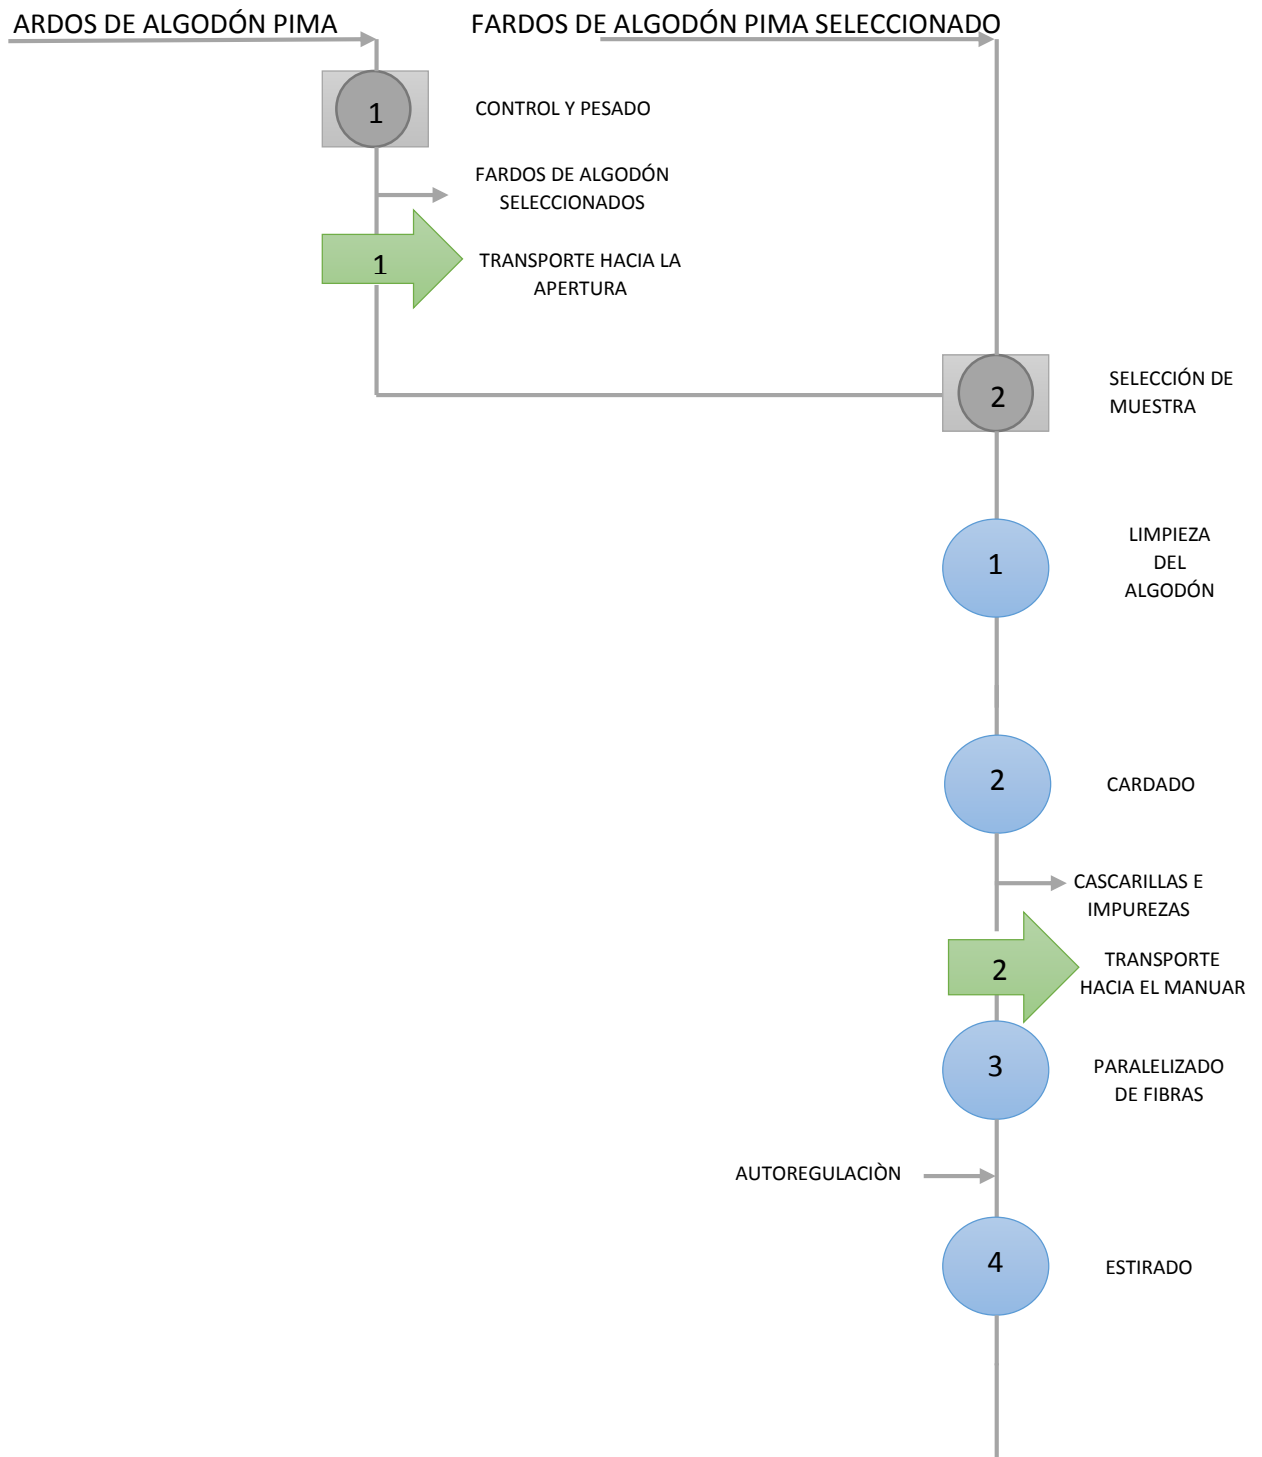 ARDOS DE ALGODÓN PIMA
FARDOS DE ALGODÓN PIMA SELECCIONADO
1
CONTROL Y PESADO
FARDOS DE ALGODÓN
SELECCIONADOS
1
TRANSPORTE HACIA LA
APERTURA
2
SELECCIÓN DE
MUESTRA
1
LIMPIEZA
DEL
ALGODÓN
2
CARDADO
CASCARILLAS E
IMPUREZAS
2
TRANSPORTE
HACIA EL MANUAR
3
PARALELIZADO
DE FIBRAS
AUTOREGULACIÒN
4
ESTIRADO